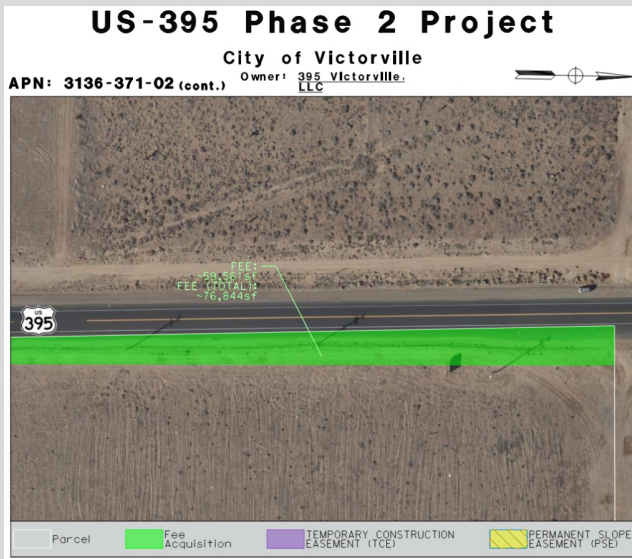 US-395 Phase 2 Project
City of Victorville
APN: 3136-371-02 (cont.)
Owner: 395 Victorville,
LLC
FEE:
~59,561sf
FEE (TOTAL):
~76,844sf
US
395
Parcel
Fee
Acquisition
TEMPORARY CONSTRUCTION
EASEMENT (TCE)
PERMANENT SLOPE
EASEMENT (PSE)